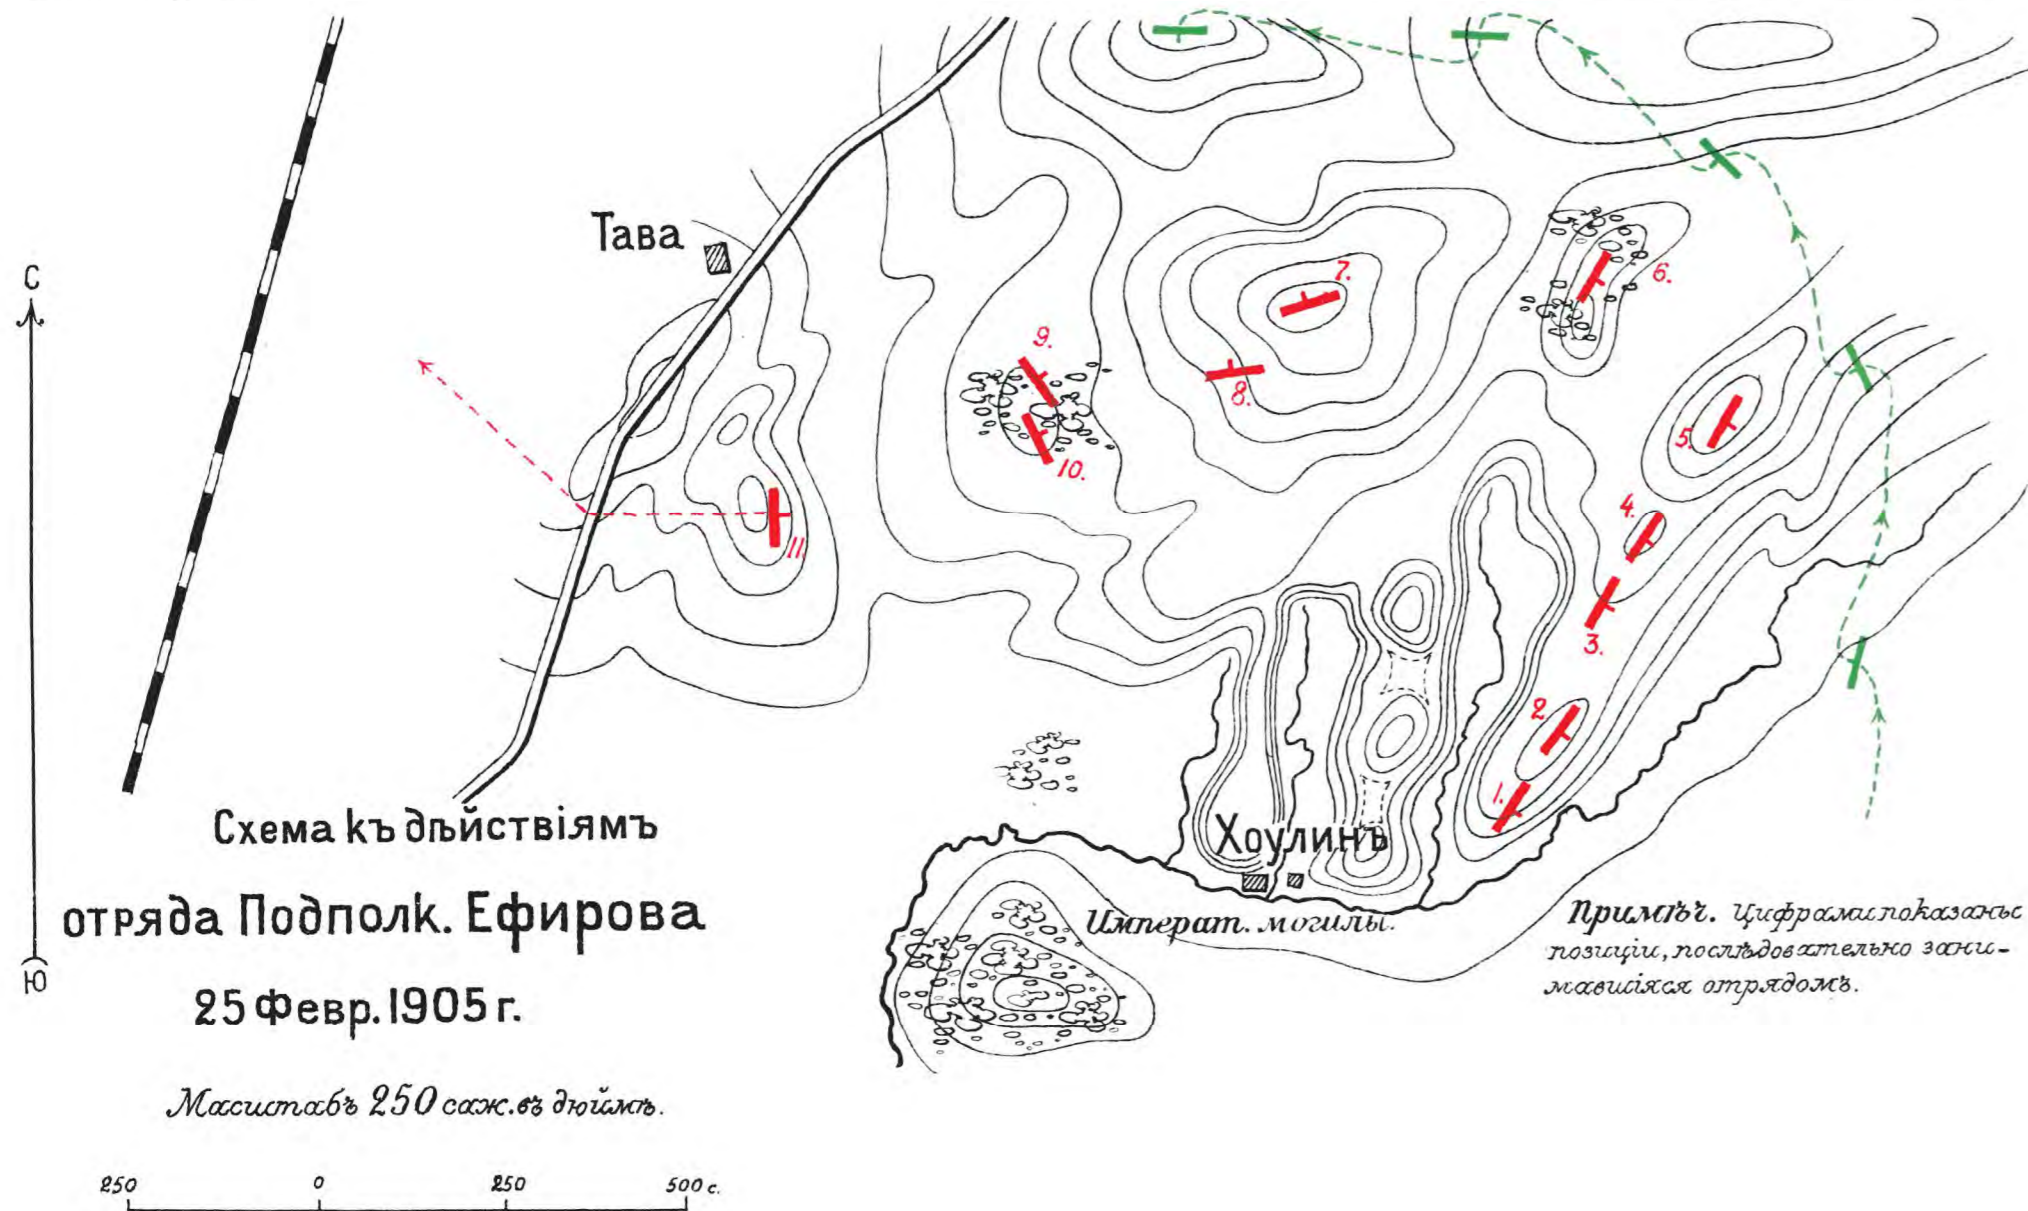 С
Тава
7.
6.
9.
8.
5.
10.
4.
11.
3.
2
1.
Хоулинъ
Схема къ дѣйствіямъ
отряда Подполк. Ефирова
25 Февр. 1905 г.
Императ. могилы.
Примѣч. Цифрами показаны
позиціи, послѣдовательно зани-
мавшіяся отрядомъ.
Ю
Масштабъ 250 саж. въ дюймѣ.
250 0 250 500 с.